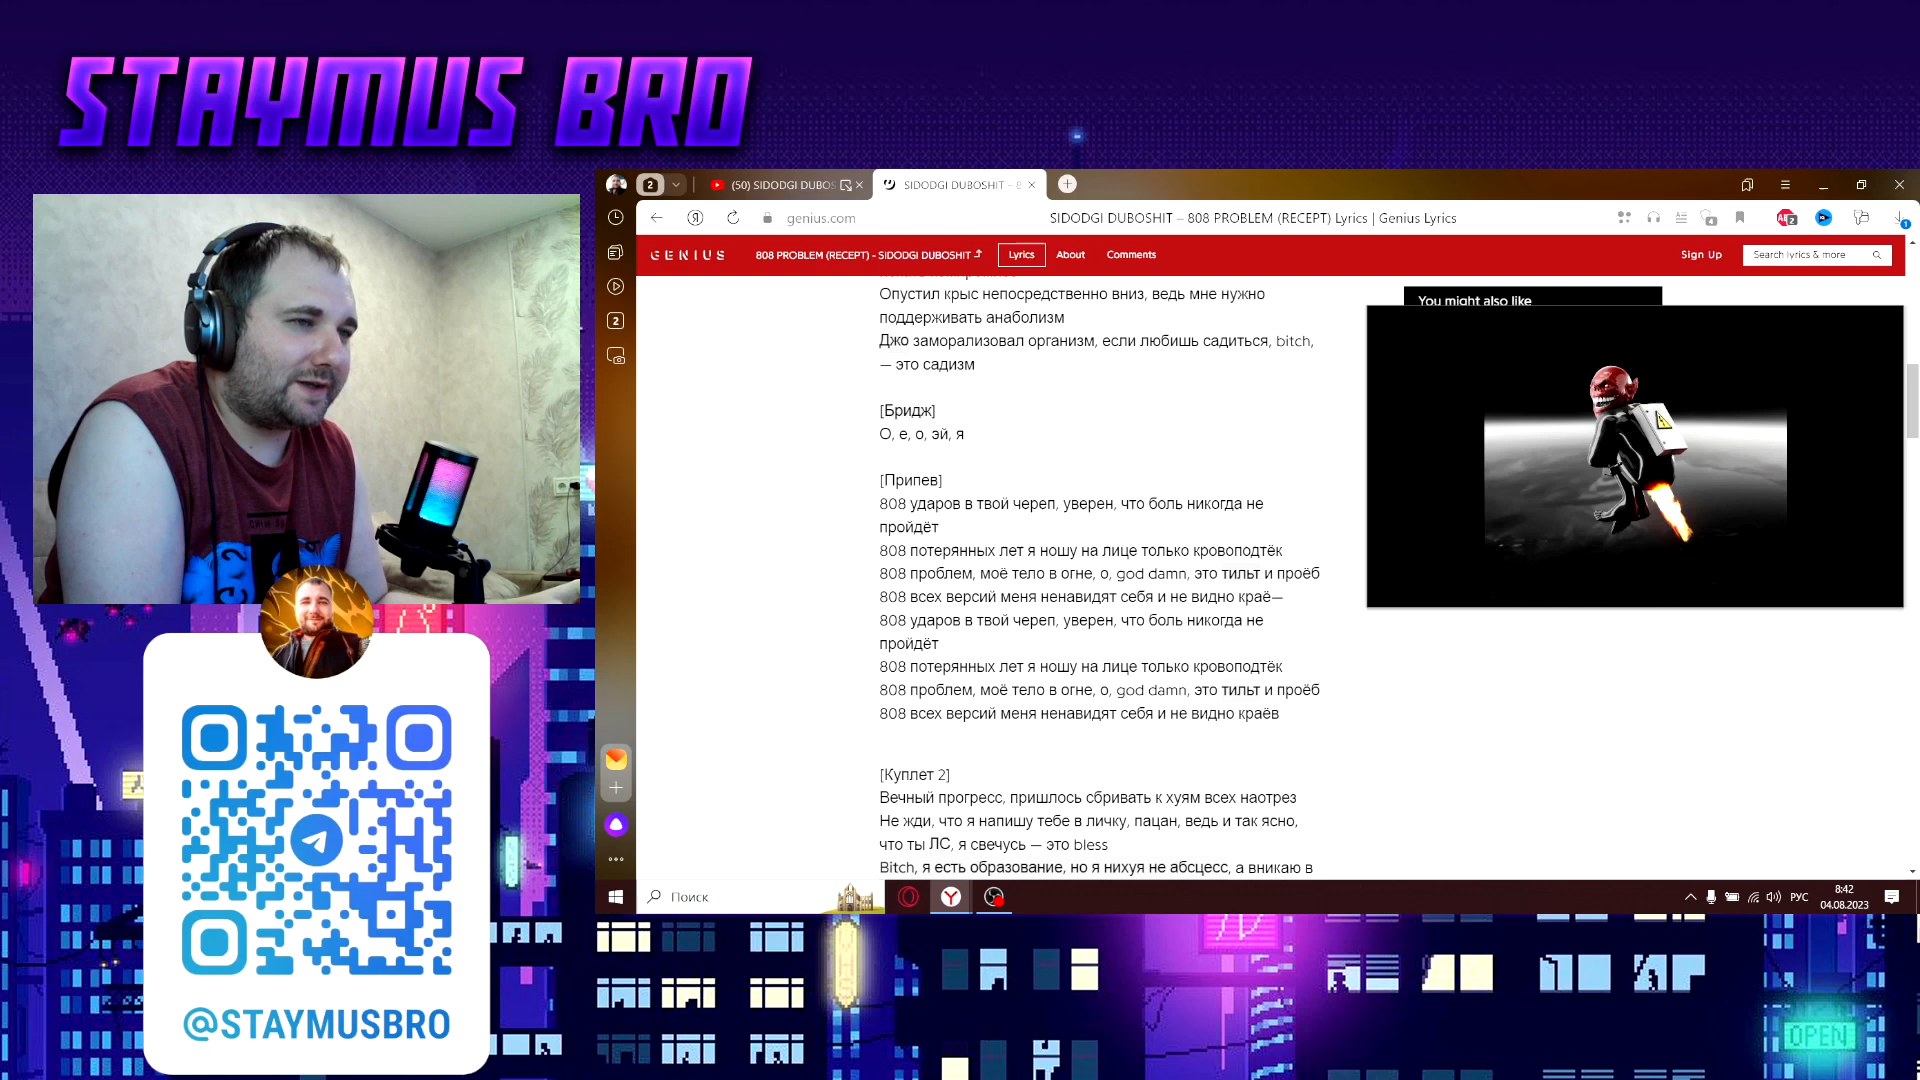 STAYMUS BRO
2
(50) SIDODGI DUBOS
SIDODGI DUBOSHIT –
genius.com
SIDODGI DUBOSHIT – 808 PROBLEM (RECEPT) Lyrics | Genius Lyrics
GENIUS
808 PROBLEM (RECEPT) - SIDODGI DUBOSHIT
Lyrics
About
Comments
Sign Up
Search lyrics & more
2
You might also like
Опустил крыс непосредственно вниз, ведь мне нужно
поддерживать анаболизм
Джо заморализовал организм, если любишь садиться, bitch,
— это садизм
[Бридж]
О, е, о, эй, я
[Припев]
808 ударов в твой череп, уверен, что боль никогда не
пройдёт
808 потерянных лет я ношу на лице только кровоподтёк
808 проблем, моё тело в огне, о, god damn, это тильт и проёб
808 всех версий меня ненавидят себя и не видно краё—
808 ударов в твой череп, уверен, что боль никогда не
пройдёт
808 потерянных лет я ношу на лице только кровоподтёк
808 проблем, моё тело в огне, о, god damn, это тильт и проёб
808 всех версий меня ненавидят себя и не видно краёв
[Куплет 2]
Вечный прогресс, пришлось сбривать к хуям всех наотрез
Не жди, что я напишу тебе в личку, пацан, ведь и так ясно,
что ты ЛС, я свечусь — это bless
Bitch, я есть образование, но я нихуя не абсцесс, а вникаю в
Поиск
РУС
8:42
04.08.2023
@STAYMUSBRO
OPEN